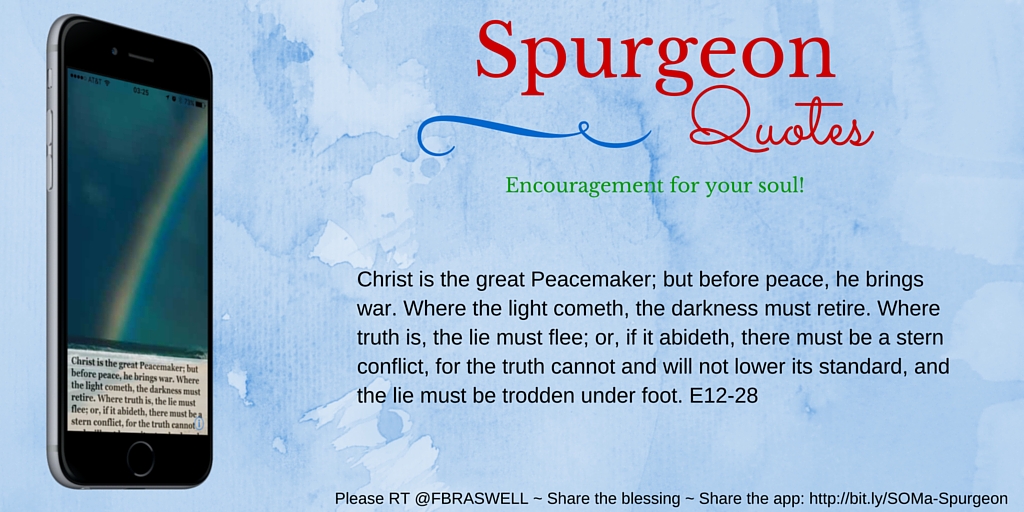 Spurgeon
Quotes
Encouragement for your soul!
Christ is the great Peacemaker; but before peace, he brings
war. Where the light cometh, the darkness must retire. Where
truth is, the lie must flee; or, if it abideth, there must be a stern
conflict, for the truth cannot and will not lower its standard, and
the lie must be trodden under foot. E12-28
AT&T
03:25
Christ is the great Peacemaker; but
before peace, he brings war. Where
the light cometh, the darkness must
retire. Where truth is, the lie must
flee; or, if it abideth, there must be a
stern conflict, for the truth cannot
Please RT @FBRASWELL ~ Share the blessing ~ Share the app: http://bit.ly/SOMa-Spurgeon